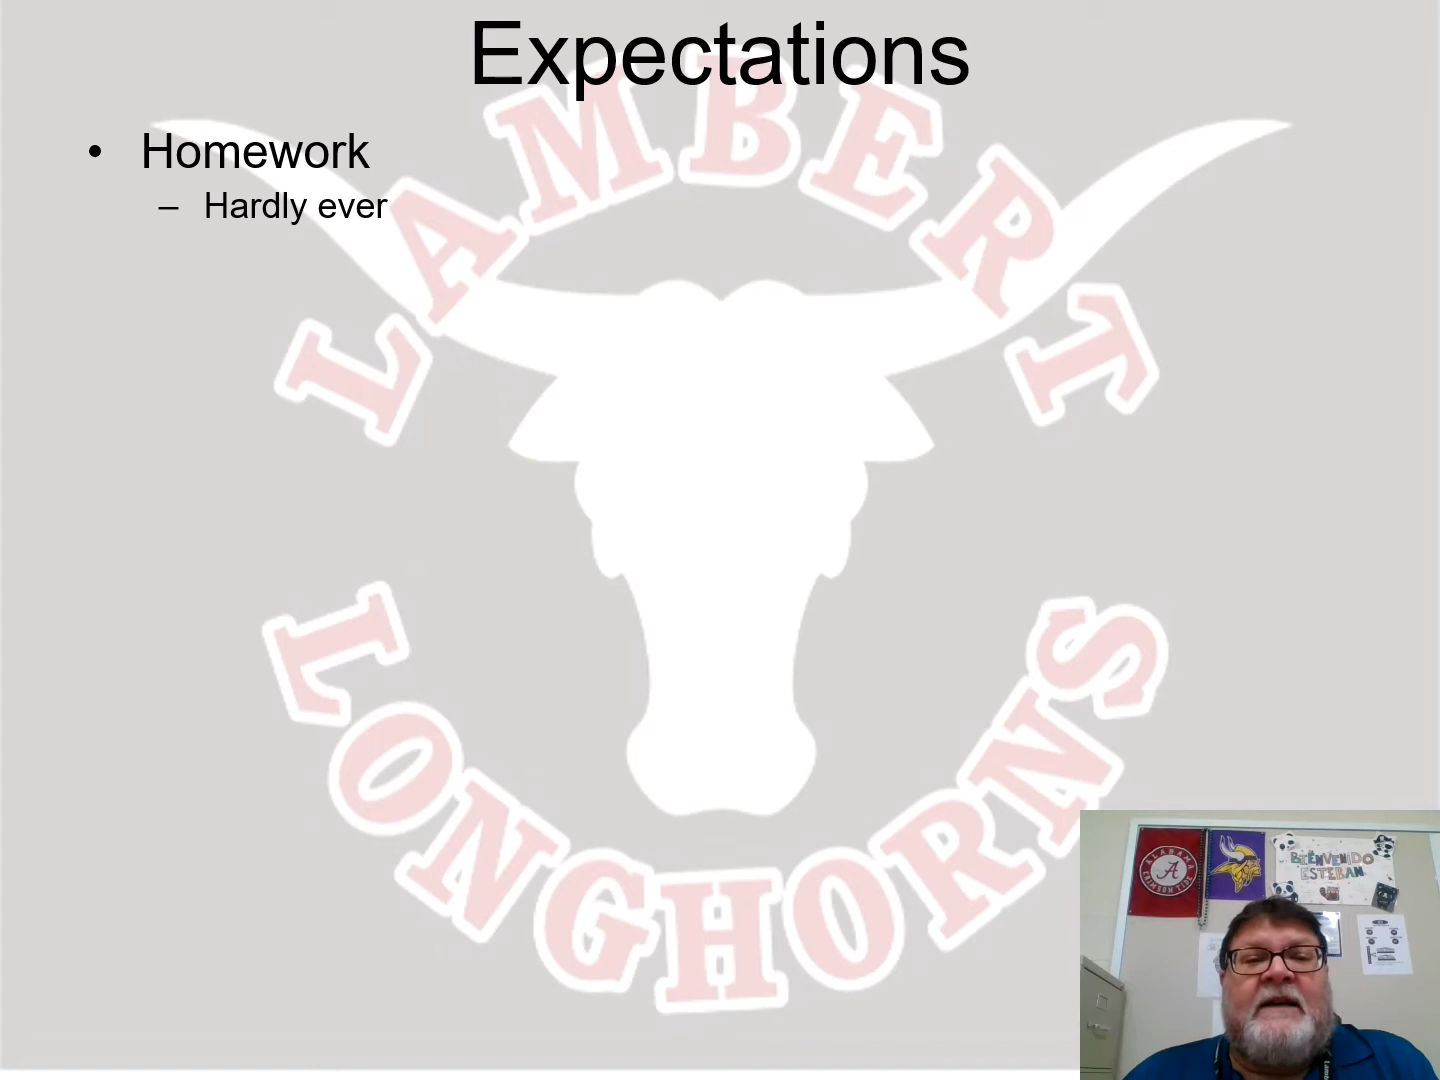 Expectations
• Homework
– Hardly ever
LAMBERT
LONGHORNS
ALABAMA
A
CRIMSON TIDE
BIENVENIDO
ESTEBAN